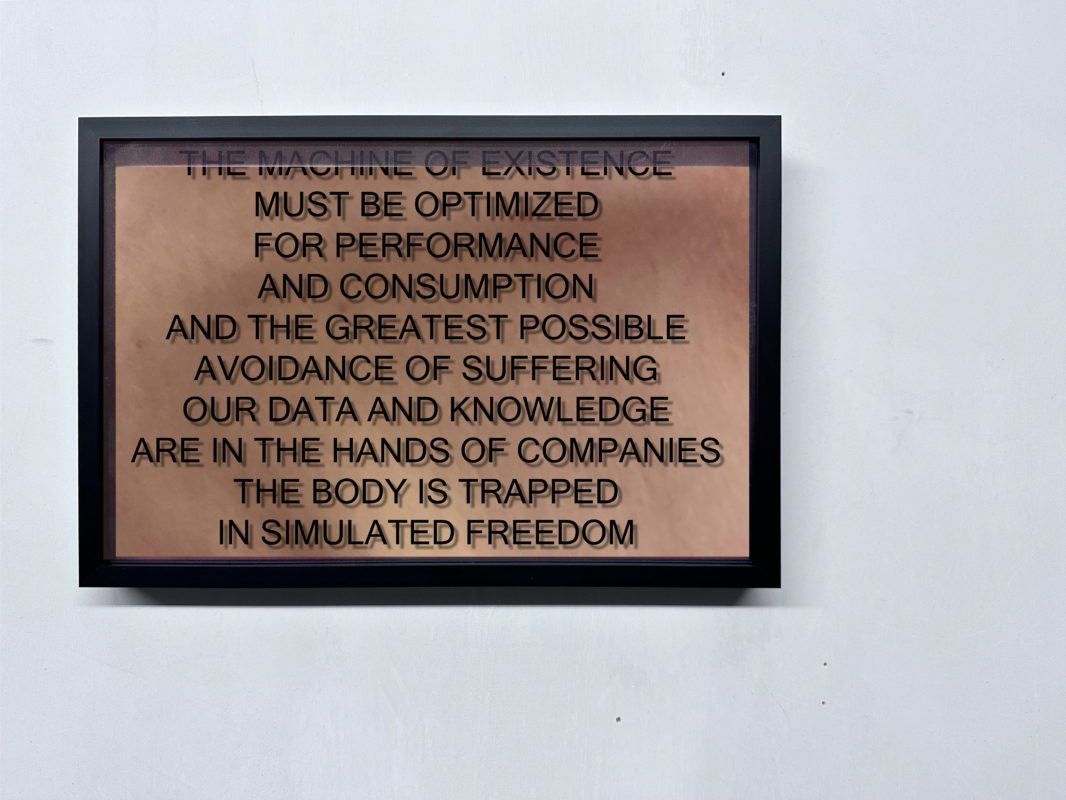 THE MACHINE OF EXISTENCE
MUST BE OPTIMIZED
FOR PERFORMANCE
AND CONSUMPTION
AND THE GREATEST POSSIBLE
AVOIDANCE OF SUFFERING
OUR DATA AND KNOWLEDGE
ARE IN THE HANDS OF COMPANIES
THE BODY IS TRAPPED
IN SIMULATED FREEDOM